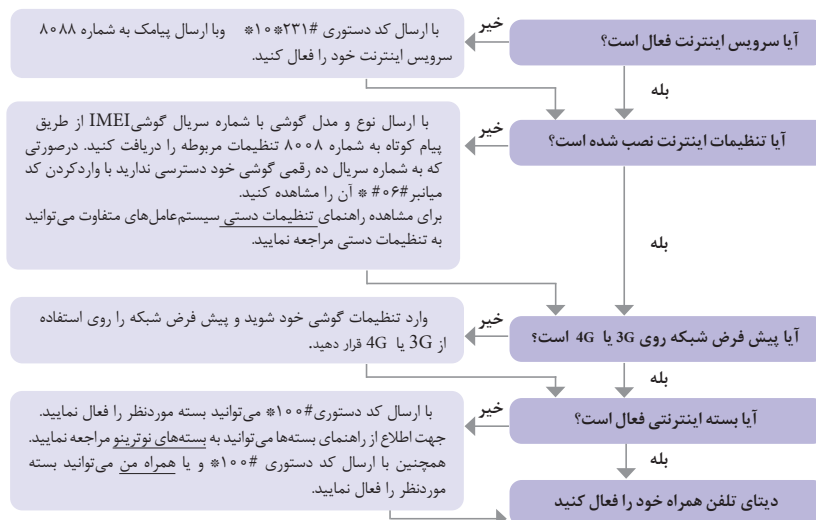 آیا سرویس اینترنت فعال است؟
خیر
با ارسال کد دستوری #۲۳۱*۱۰* وبا ارسال پیامک به شماره ۸۰۸۸
سرویس اینترنت خود را فعال کنید.
بله
آیا تنظیمات اینترنت نصب شده است؟
خیر
با ارسال نوع و مدل گوشی با شماره سریال گوشیIMEI از طریق
پیام کوتاه به شماره ۸۰۰۸ تنظیمات مربوطه را دریافت کنید. درصورتی
که به شماره سریال ده رقمی گوشی خود دسترسی ندارید با واردکردن کد
میانبر#۰۶# * آن را مشاهده کنید.
برای مشاهده راهنمای تنظیمات دستی سیستم‌عامل‌های متفاوت می‌توانید
به تنظیمات دستی مراجعه نمایید.
بله
آیا پیش فرض شبکه روی 3G یا 4G است؟
خیر
وارد تنظیمات گوشی خود شوید و پیش فرض شبکه را روی استفاده
از 3G یا 4G قرار دهید.
بله
آیا بسته اینترنتی فعال است؟
خیر
با ارسال کد دستوری#۱۰۰* می‌توانید بسته موردنظر را فعال نمایید.
جهت اطلاع از راهنمای بسته‌ها می‌توانید به بسته‌های نوترینو مراجعه نمایید.
همچنین با ارسال کد دستوری #۱۰۰* و یا همراه من می‌توانید بسته
موردنظر را فعال نمایید.
بله
دیتای تلفن همراه خود را فعال کنید